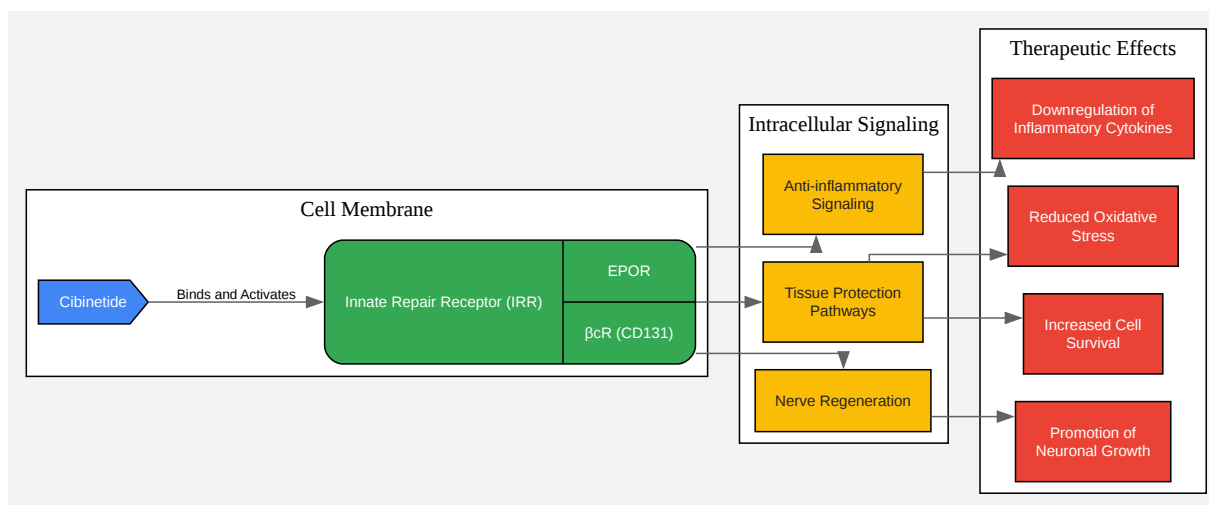 Cell Membrane
Cibinetide
Binds and Activates
Innate Repair Receptor (IRR)
EPOR
βcR (CD131)
Intracellular Signaling
Anti-inflammatory
Signaling
Tissue Protection
Pathways
Nerve Regeneration
Therapeutic Effects
Downregulation of
Inflammatory Cytokines
Reduced Oxidative
Stress
Increased Cell
Survival
Promotion of
Neuronal Growth